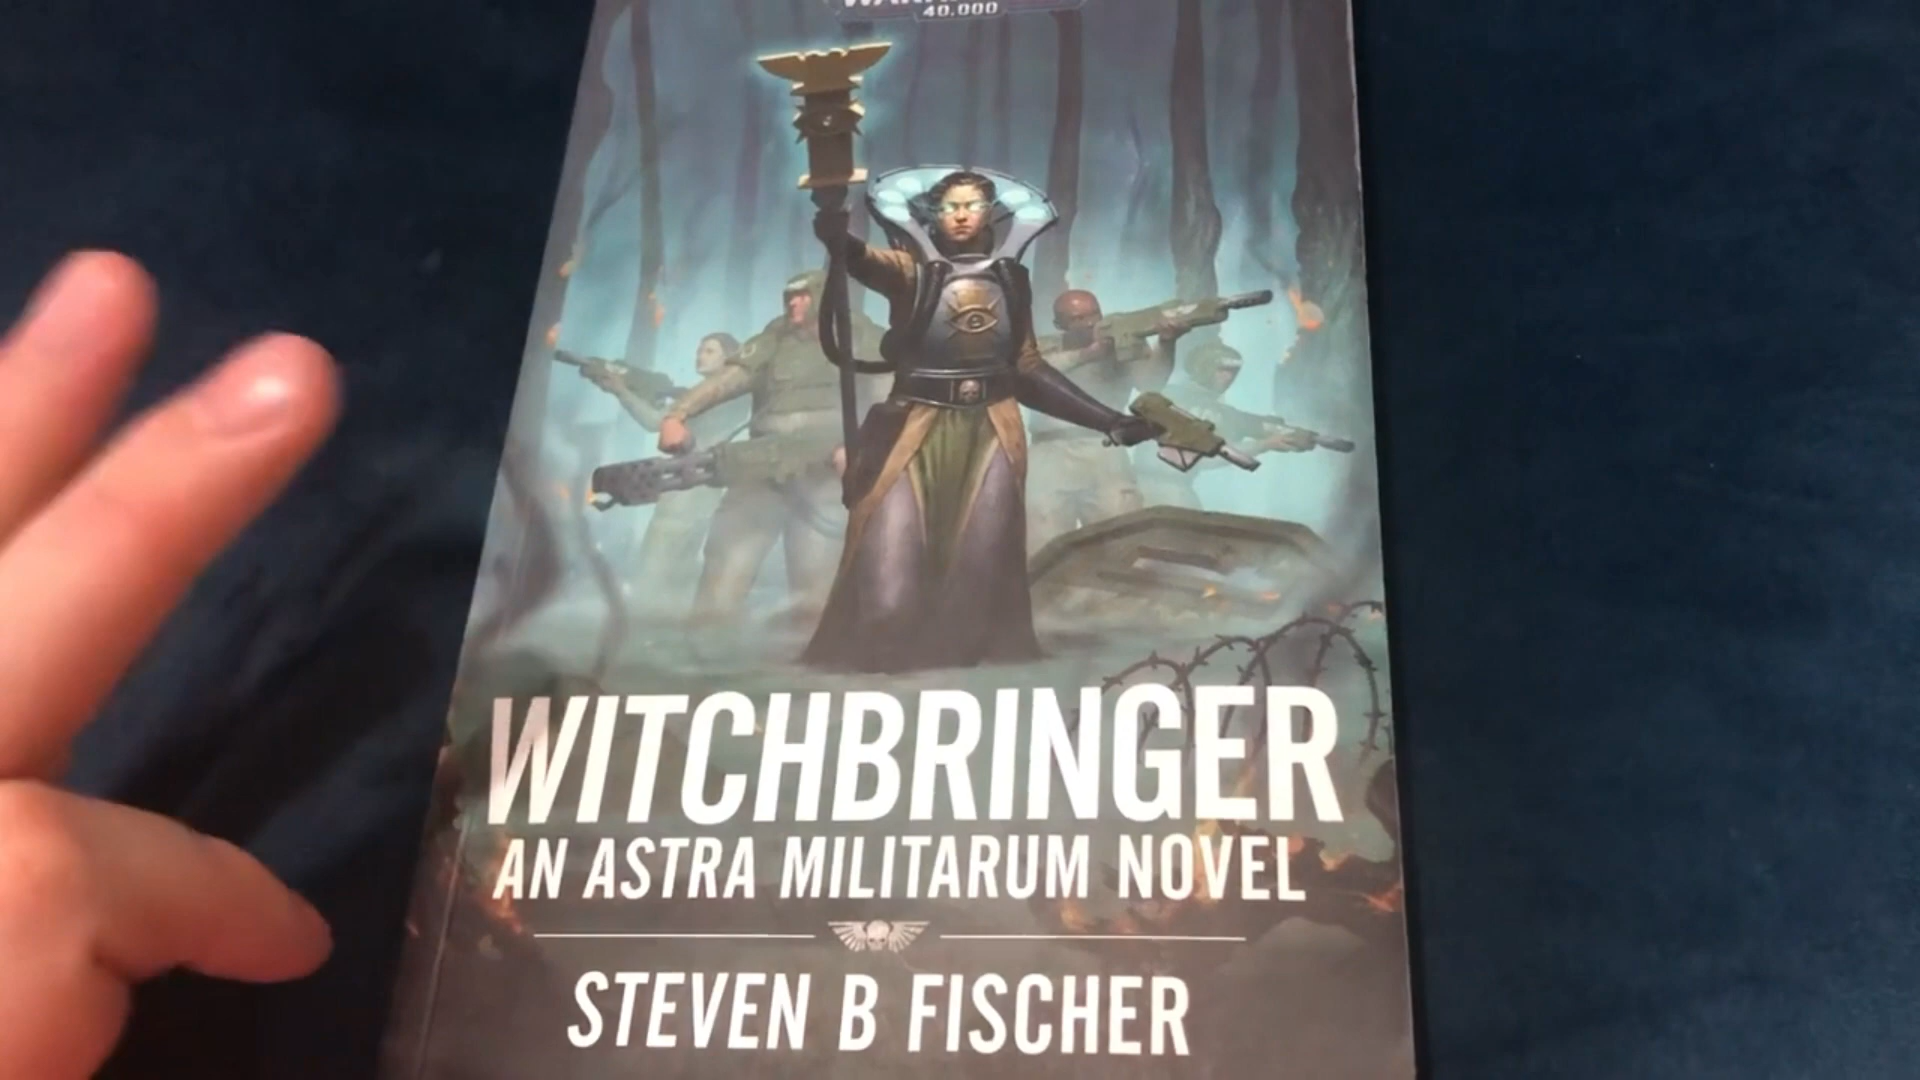 40,000
WITCHBRINGER
AN ASTRA MILITARUM NOVEL
STEVEN B FISCHER